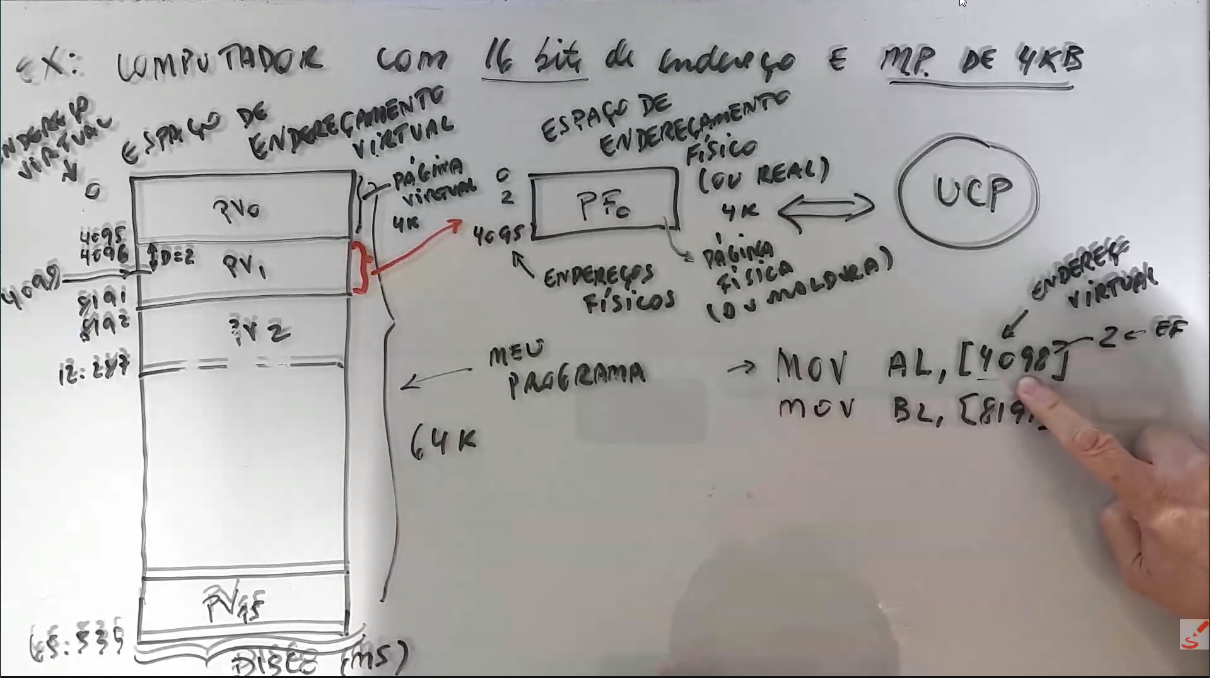 EX: COMPUTADOR COM 16 bits de endereço E M.P. DE 4KB
ENDEREÇO
VIRTUAL
0
ESPAÇO DE
ENDEREÇAMENTO
VIRTUAL
PV0
4095
4096
D=2
4098
PV1
8191
8192
PV2
12.287
PV15
65.535
DISCO (MS)
PÁGINA
VIRTUAL
4K
64K
MEU
PROGRAMA
ESPAÇO DE
ENDEREÇAMENTO
FÍSICO
(OU REAL)
4K
0
2
4095
PF0
ENDEREÇOS
FÍSICOS
PÁGINA
FÍSICA
(OU MOLDURA)
UCP
ENDEREÇO
VIRTUAL
MOV AL, [4098] 2 ← EF
MOV BL, [8191